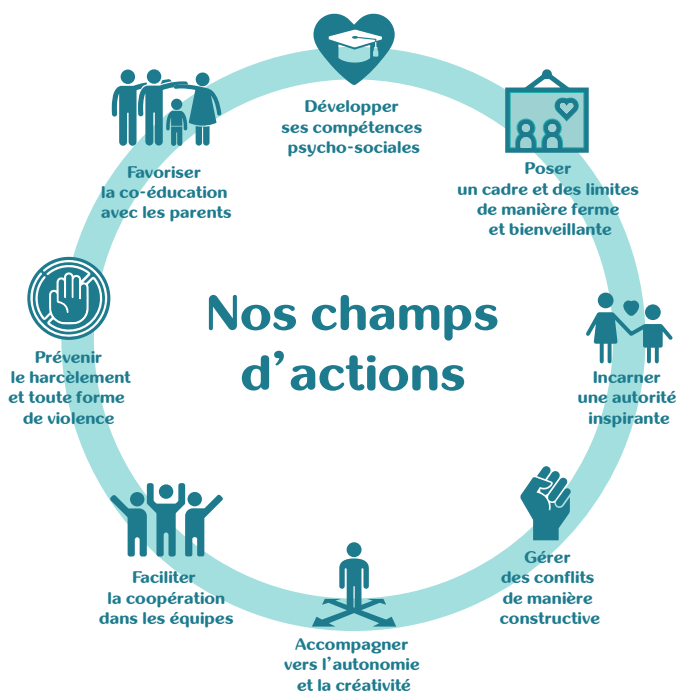 Nos champs
d’actions
Développer
ses compétences
psycho-sociales
Poser
un cadre et des limites
de manière ferme
et bienveillante
Incarner
une autorité
inspirante
Gérer
des conflits
de manière
constructive
Accompagner
vers l’autonomie
et la créativité
Faciliter
la coopération
dans les équipes
Prévenir
le harcèlement
et toute forme
de violence
Favoriser
la co-éducation
avec les parents